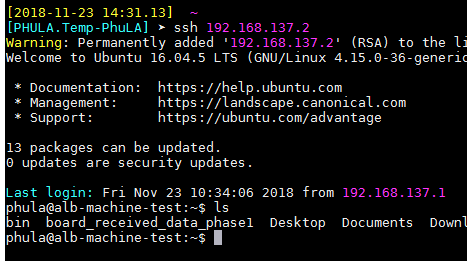 [2018-11-23 14:31.13]  ~
[PHULA.Temp-PhuLA] ➤ ssh 192.168.137.2
Warning: Permanently added '192.168.137.2' (RSA) to the li
Welcome to Ubuntu 16.04.5 LTS (GNU/Linux 4.15.0-36-generic

 * Documentation:  https://help.ubuntu.com
 * Management:     https://landscape.canonical.com
 * Support:        https://ubuntu.com/advantage

13 packages can be updated.
0 updates are security updates.

Last login: Fri Nov 23 10:34:06 2018 from 192.168.137.1
phula@alb-machine-test:~$ ls
bin  board_received_data_phase1  Desktop  Documents  Downl
phula@alb-machine-test:~$